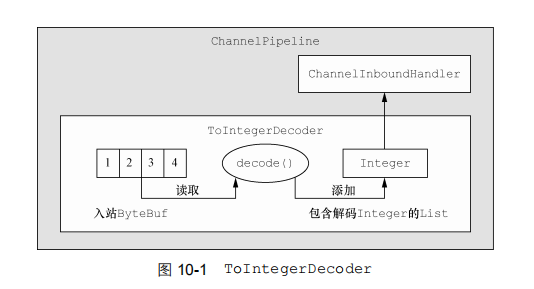 ChannelPipeline
ChannelInboundHandler
ToIntegerDecoder
1 2 3 4
decode()
Integer
读取
添加
入站ByteBuf
包含解码Integer的List
图 10-1 ToIntegerDecoder